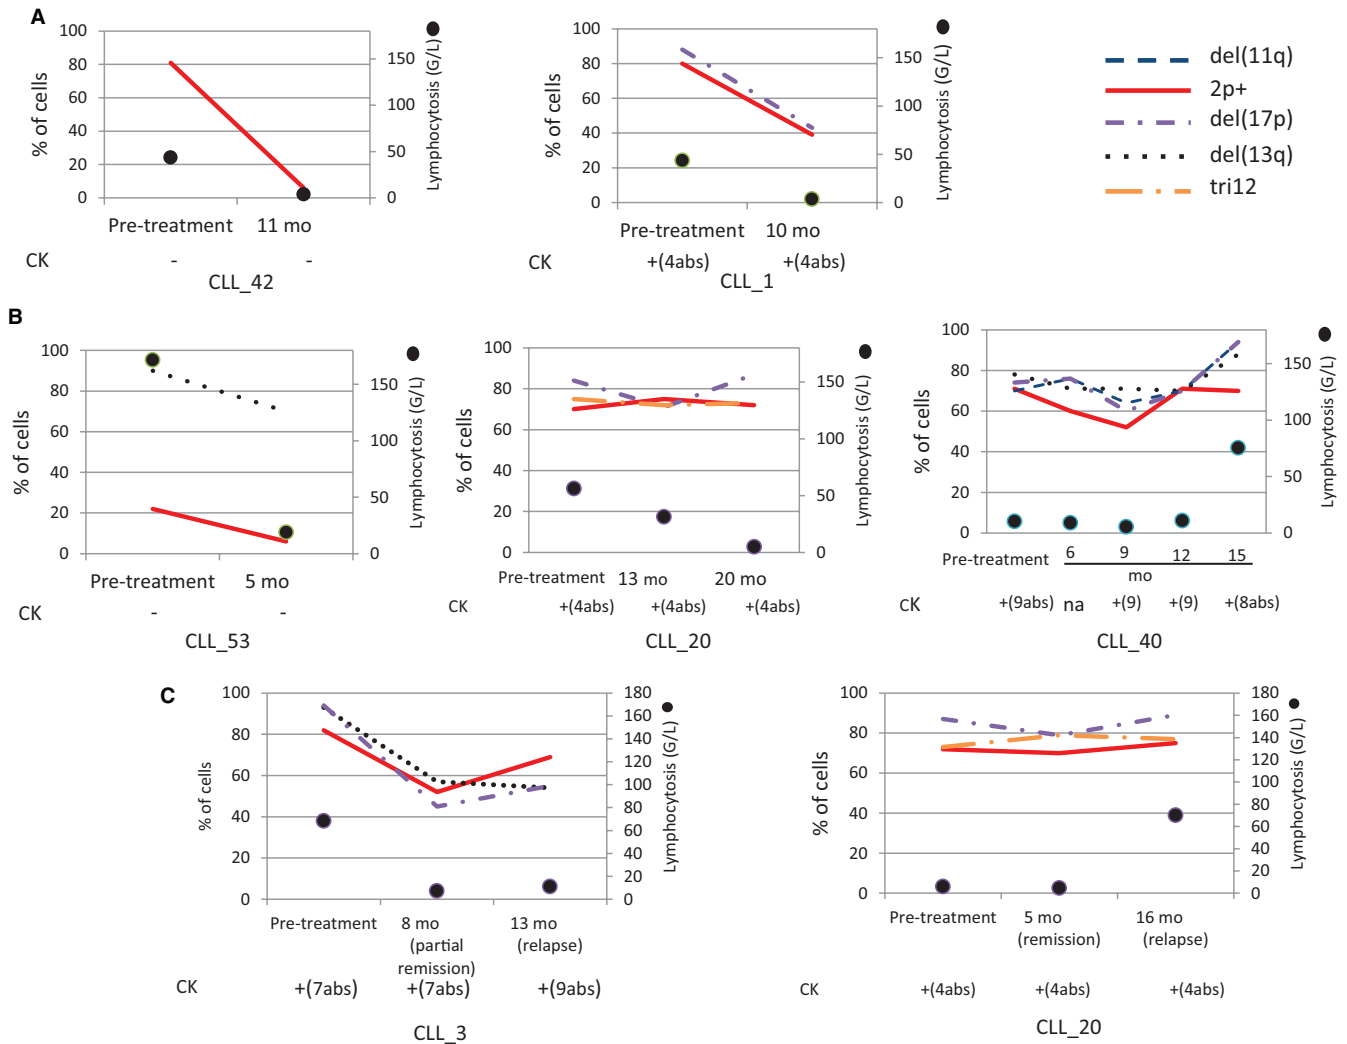 A
100
80
60
40
20
0
% of cells
150
100
50
0
Lymphocytosis (G/L)
Pre-treatment 11 mo
CK - -
CLL_42
100
80
60
40
20
0
% of cells
150
100
50
0
Lymphocytosis (G/L)
Pre-treatment 10 mo
CK +(4abs) +(4abs)
CLL_1
del(11q)
2p+
del(17p)
del(13q)
tri12
B
100
80
60
40
20
0
% of cells
150
100
50
0
Lymphocytosis (G/L)
Pre-treatment 5 mo
CK - -
CLL_53
100
80
60
40
20
0
% of cells
150
100
50
0
Lymphocytosis (G/L)
Pre-treatment 13 mo 20 mo
CK +(4abs) +(4abs) +(4abs)
CLL_20
100
80
60
40
20
0
% of cells
150
100
50
0
Lymphocytosis (G/L)
Pre-treatment 6 9 12 15
mo
CK +(9abs) na +(9) +(9) +(8abs)
CLL_40
C
100
80
60
40
20
0
% of cells
180
160
140
120
100
80
60
40
20
0
Lymphocytosis (G/L)
Pre-treatment 8 mo 13 mo
(partial (relapse)
remission)
CK +(7abs) +(7abs) +(9abs)
CLL_3
100
80
60
40
20
0
% of cells
180
160
140
120
100
80
60
40
20
0
Lymphocytosis (G/L)
Pre-treatment 5 mo 16 mo
(remission) (relapse)
CK +(4abs) +(4abs) +(4abs)
CLL_20